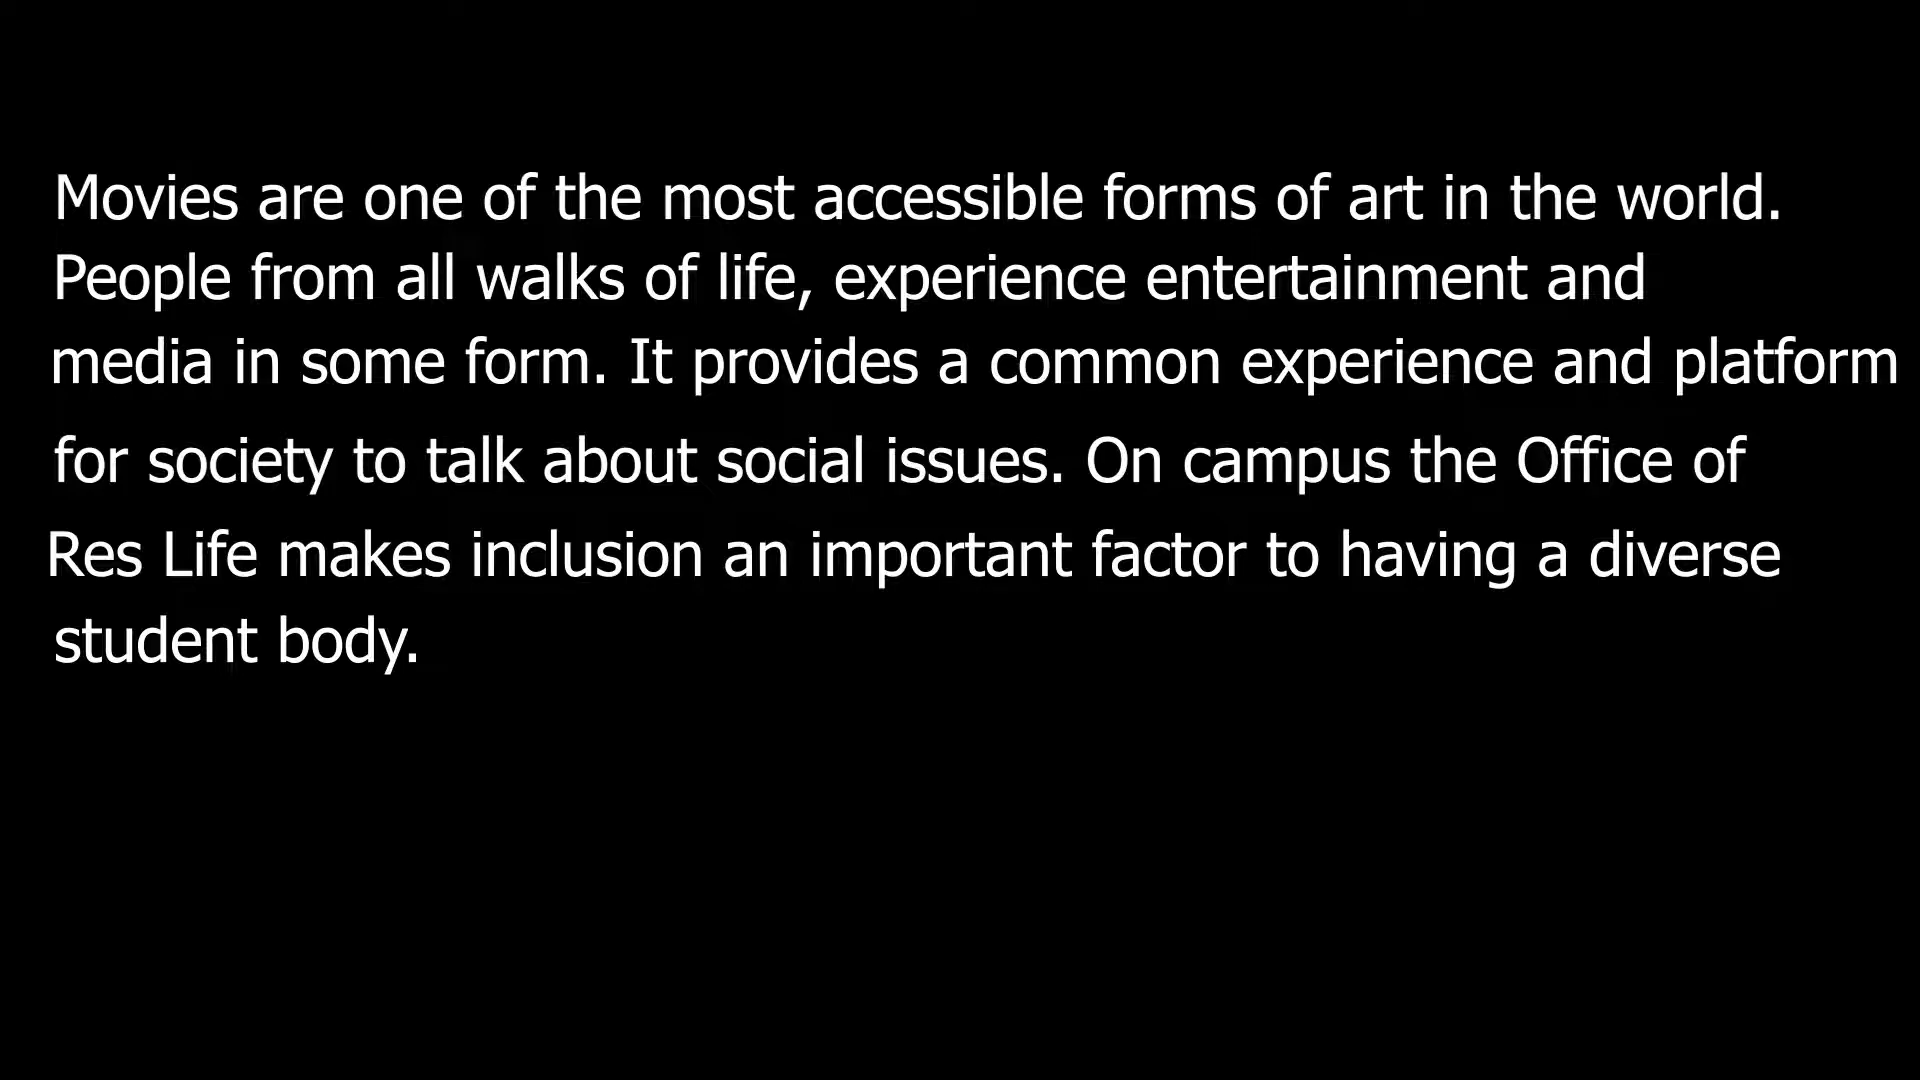 Movies are one of the most accessible forms of art in the world.
People from all walks of life, experience entertainment and
media in some form. It provides a common experience and platform
for society to talk about social issues. On campus the Office of
Res Life makes inclusion an important factor to having a diverse
student body.